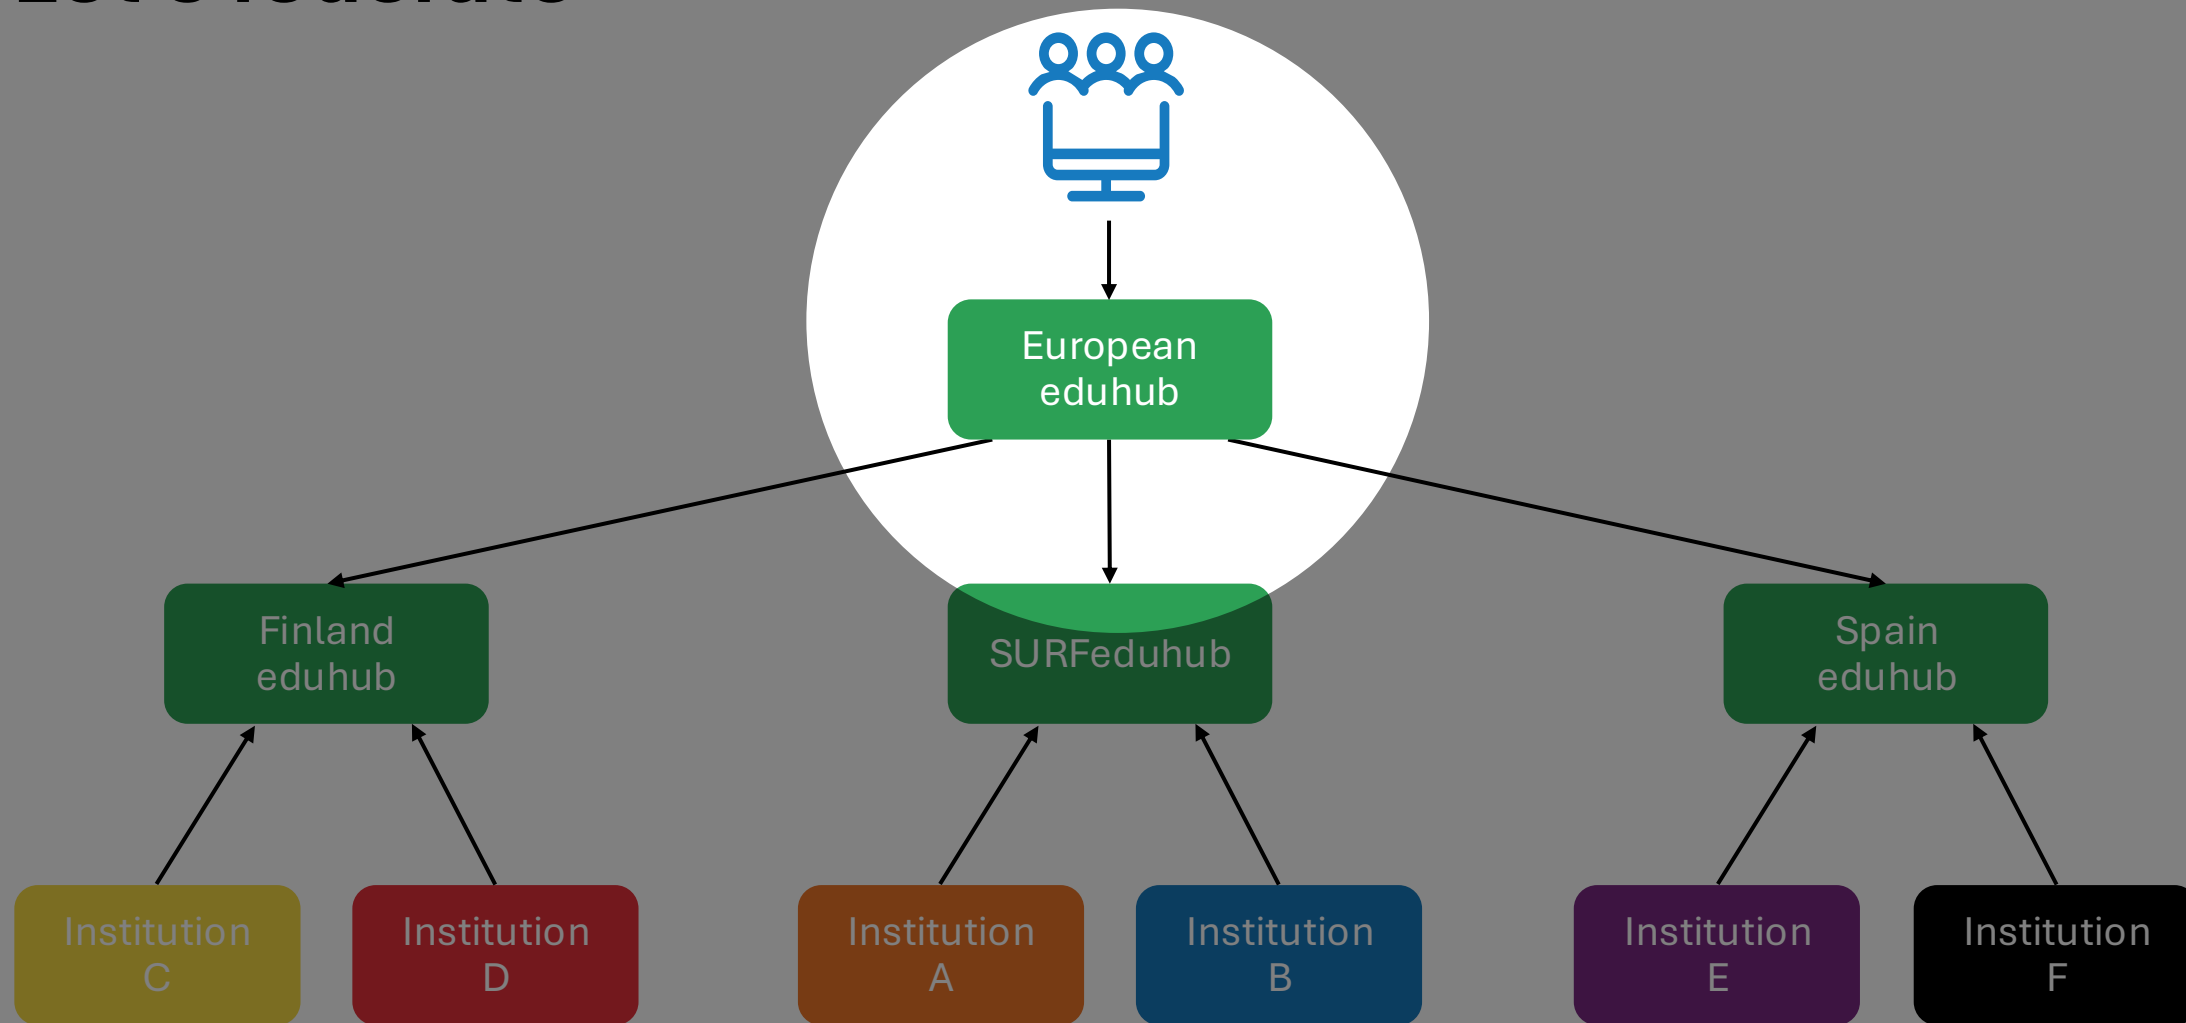 European
eduhub
Finland
eduhub
SURFeduhub
Spain
eduhub
Institution
C
Institution
D
Institution
A
Institution
B
Institution
E
Institution
F